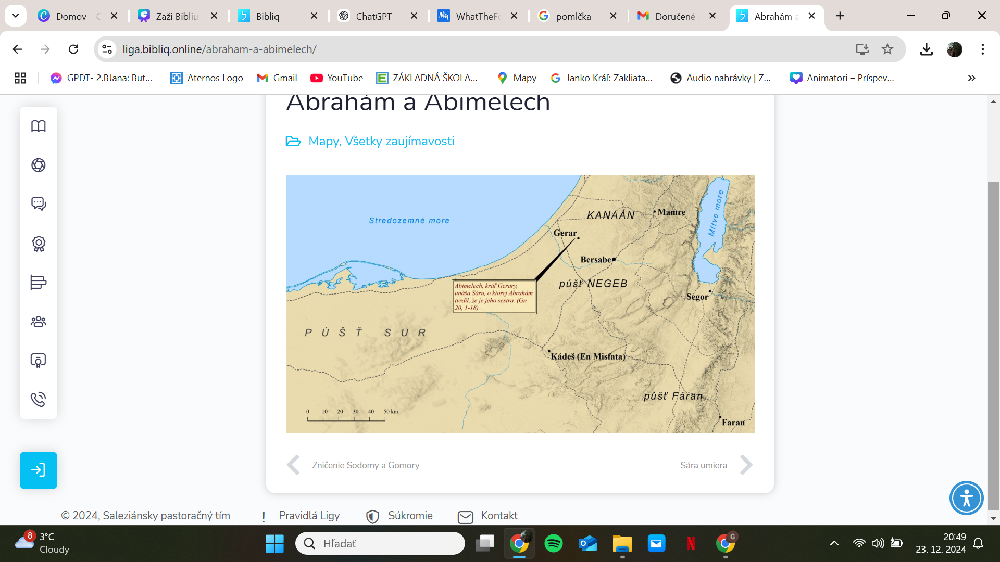 Domov – C
Zaži Bibliu
Bibliq
ChatGPT
WhatTheFo
pomlčka -
Doručené
Abrahám a
liga.bibliq.online/abraham-a-abimelech/
GPDT- 2.BJana: But...
Aternos Logo
Gmail
YouTube
ZÁKLADNÁ ŠKOLA...
Mapy
Janko Kráľ: Zakliata...
Audio nahrávky | Z...
Animatori – Príspev...
Abrahám a Abimelech
Mapy, Všetky zaujímavosti
Stredozemné more
KANAÁN
Mamre
Mŕtve more
Gerar
Bersabe
púšť NEGEB
Abimelech, kráľ Gerary,
unáša Sáru, o ktorej Abrahám
tvrdil, že je jeho sestra. (Gn
20, 1-18)
Segor
PÚŠŤ SUR
Kádeš (En Misfata)
púšť Fáran
Faran
0 10 20 30 40 50 km
Zničenie Sodomy a Gomory
Sára umiera
© 2024, Saleziánsky pastoračný tím
Pravidlá Ligy
Súkromie
Kontakt
8
3°C
Cloudy
Hľadať
G
20:49
23. 12. 2024